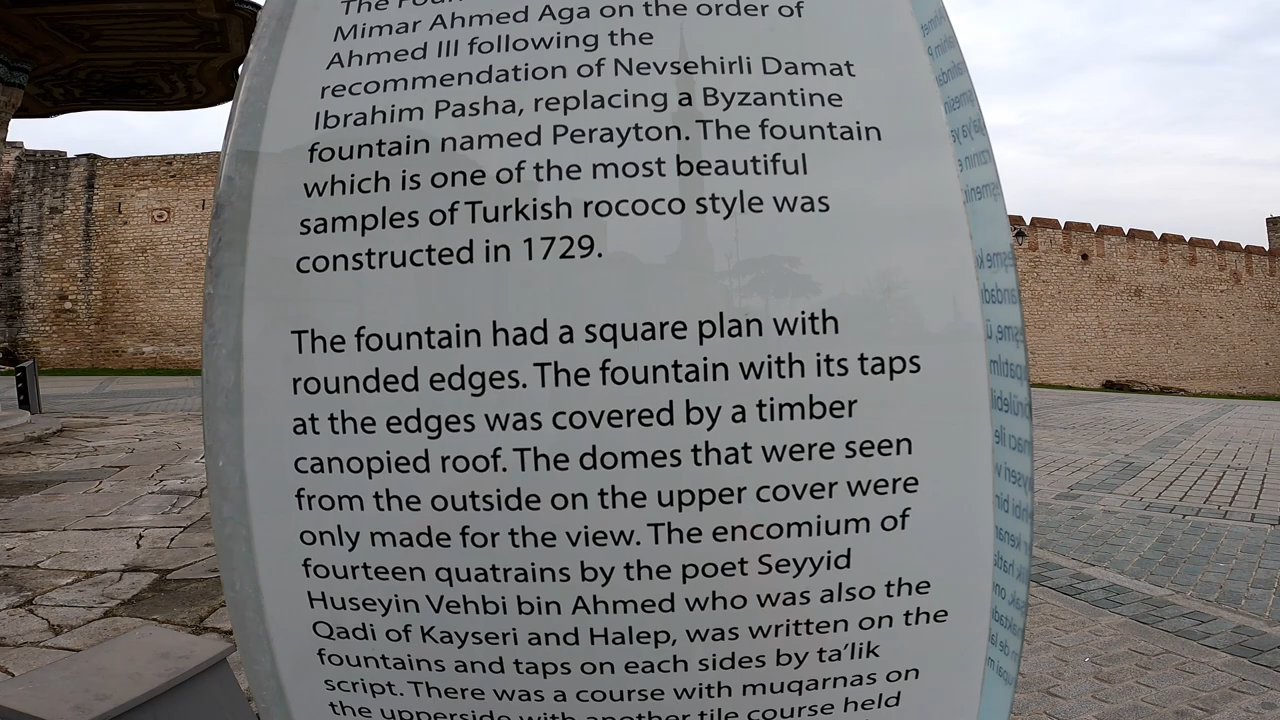 The Foun
Mimar Ahmed Aga on the order of
Ahmed III following the
recommendation of Nevsehirli Damat
Ibrahim Pasha, replacing a Byzantine
fountain named Perayton. The fountain
which is one of the most beautiful
samples of Turkish rococo style was
constructed in 1729.
The fountain had a square plan with
rounded edges. The fountain with its taps
at the edges was covered by a timber
canopied roof. The domes that were seen
from the outside on the upper cover were
only made for the view. The encomium of
fourteen quatrains by the poet Seyyid
Huseyin Vehbi bin Ahmed who was also the
Qadi of Kayseri and Halep, was written on the
fountains and taps on each sides by ta'lik
script. There was a course with muqarnas on
the upperside with another tile course held